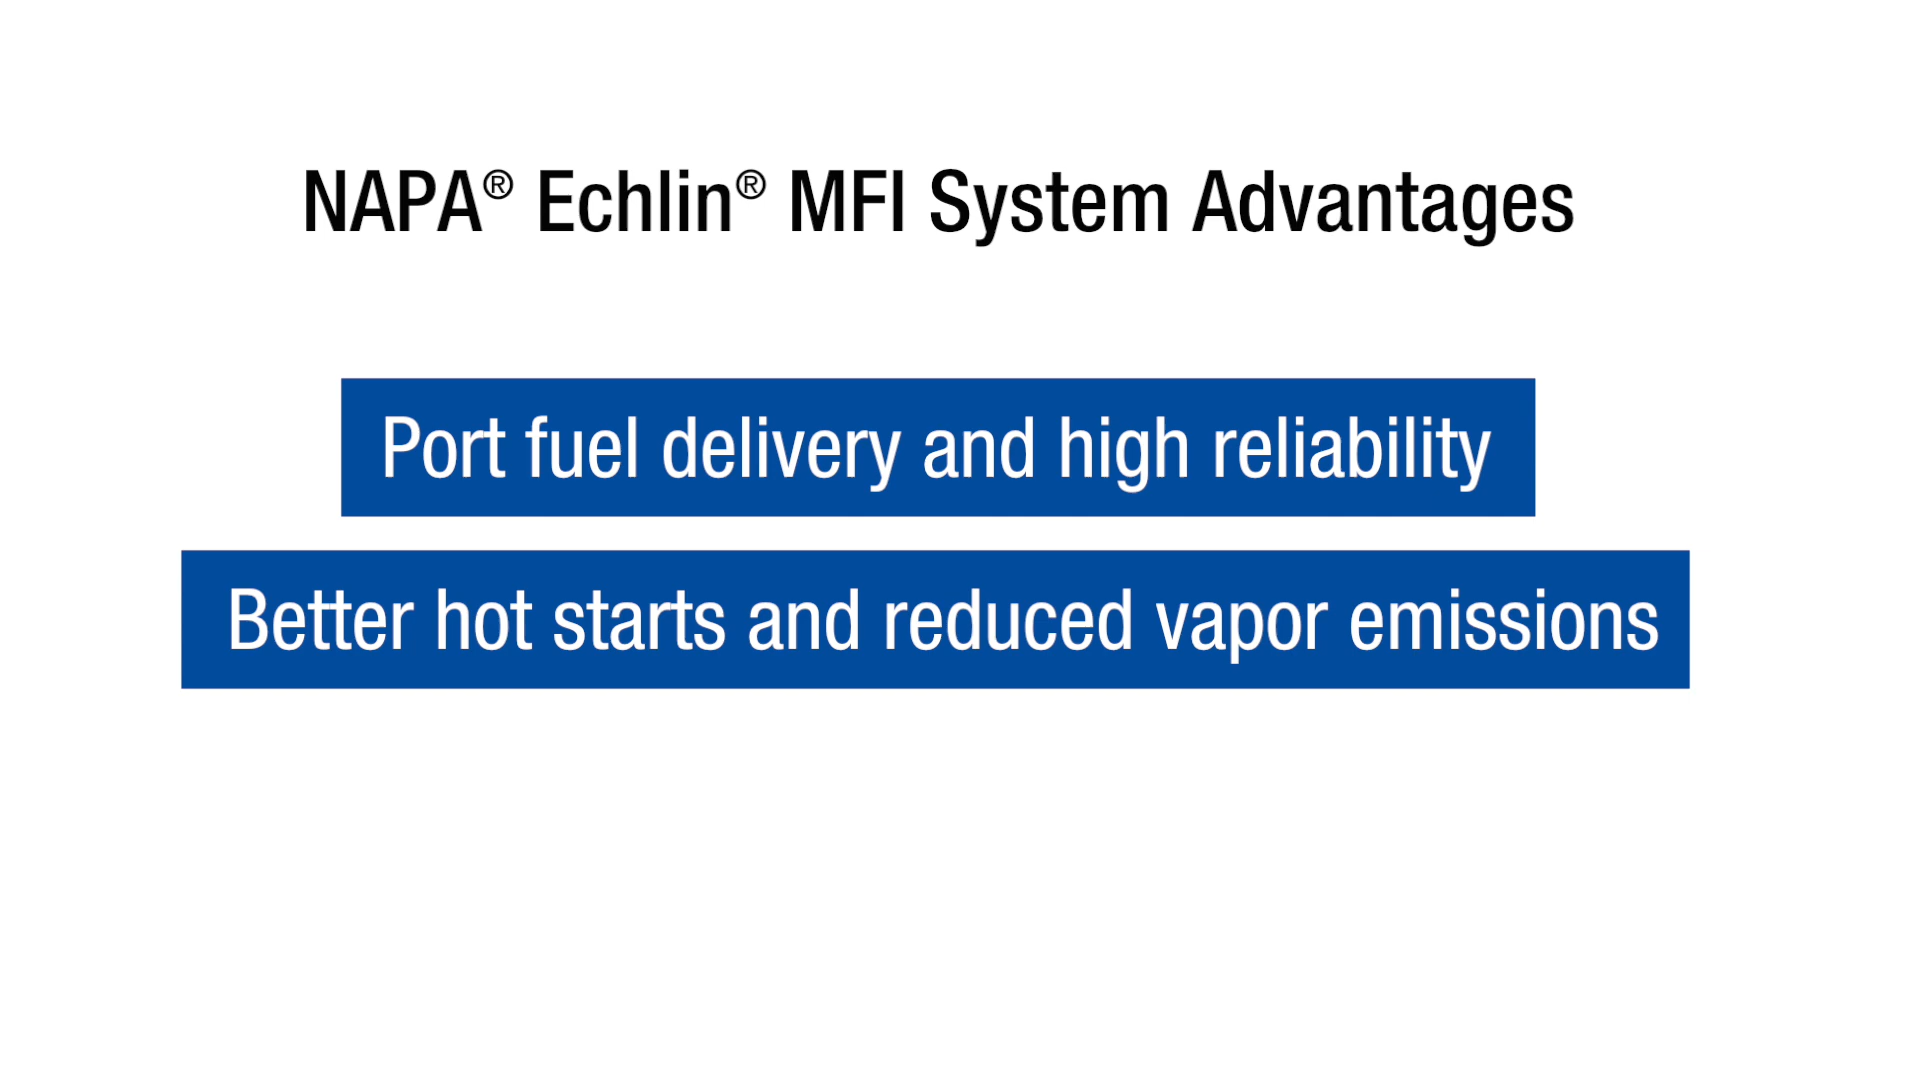 NAPA® Echlin® MFI System Advantages
Port fuel delivery and high reliability
Better hot starts and reduced vapor emissions